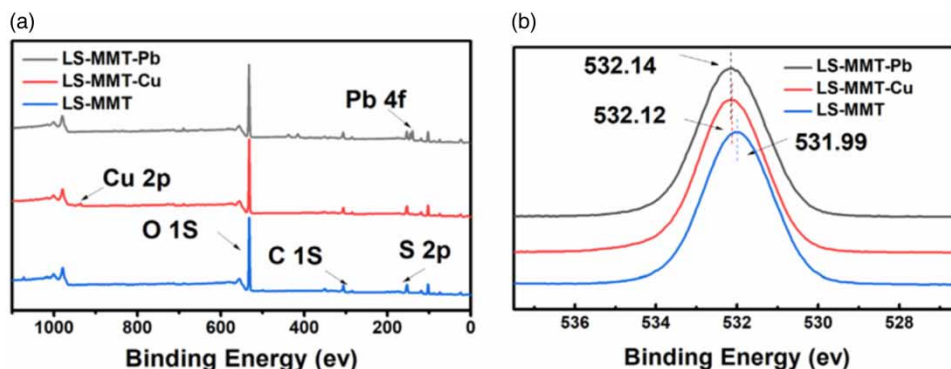 (a)
LS-MMT-Pb
LS-MMT-Cu
LS-MMT
Pb 4f
Cu 2p
O 1S
C 1S
S 2p
1000 800 600 400 200 0
Binding Energy (ev)
(b)
532.14
LS-MMT-Pb
LS-MMT-Cu
LS-MMT
532.12
531.99
536 534 532 530 528
Binding Energy (ev)